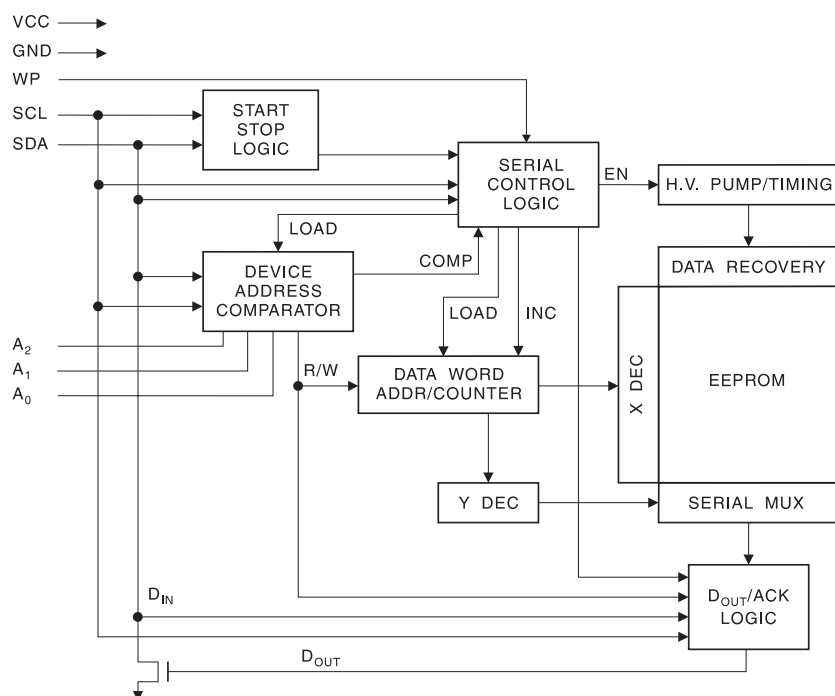 VCC
GND
WP
SCL
SDA
START
STOP
LOGIC
SERIAL
CONTROL
LOGIC
EN
H.V. PUMP/TIMING
LOAD
COMP
DEVICE
ADDRESS
COMPARATOR
DATA RECOVERY
LOAD
INC
A2
A1
A0
R/W
DATA WORD
ADDR/COUNTER
X DEC
EEPROM
Y DEC
SERIAL MUX
DIN
DOUT/ACK
LOGIC
DOUT